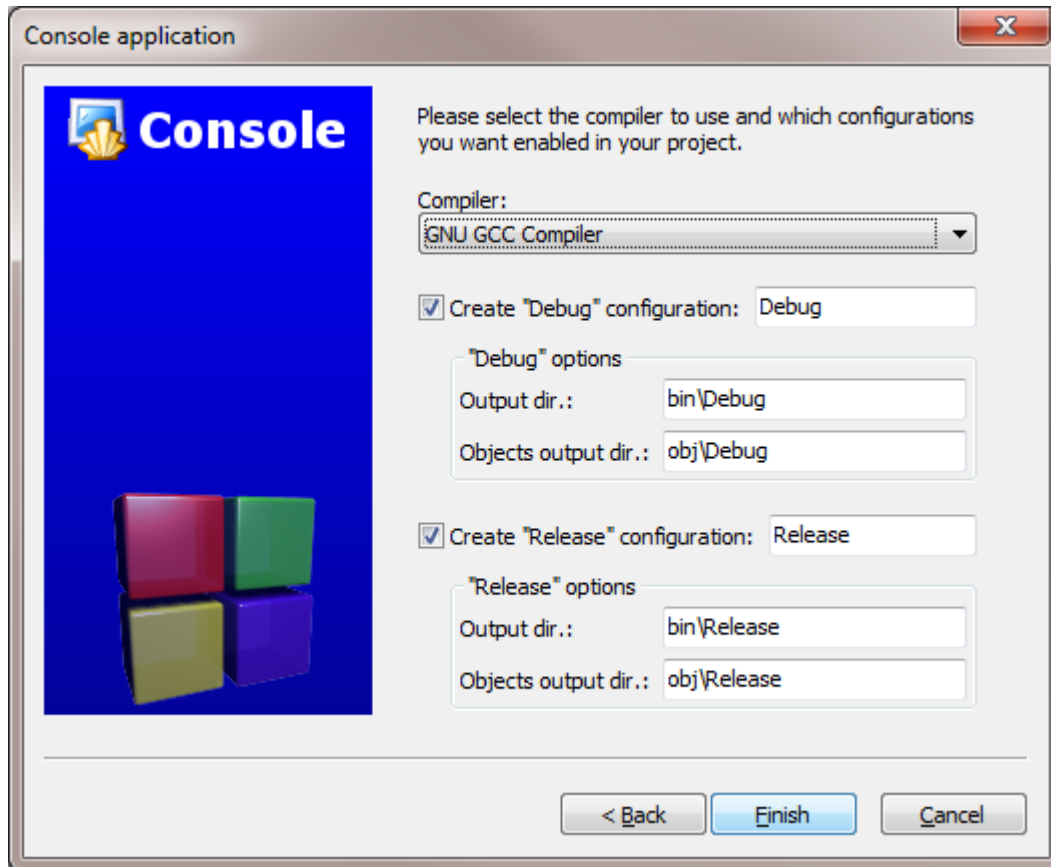 Console application
Console
Please select the compiler to use and which configurations
you want enabled in your project.
Compiler:
GNU GCC Compiler
Create "Debug" configuration: Debug
"Debug" options
Output dir.: bin\Debug
Objects output dir.: obj\Debug
Create "Release" configuration: Release
"Release" options
Output dir.: bin\Release
Objects output dir.: obj\Release
< Back Finish Cancel